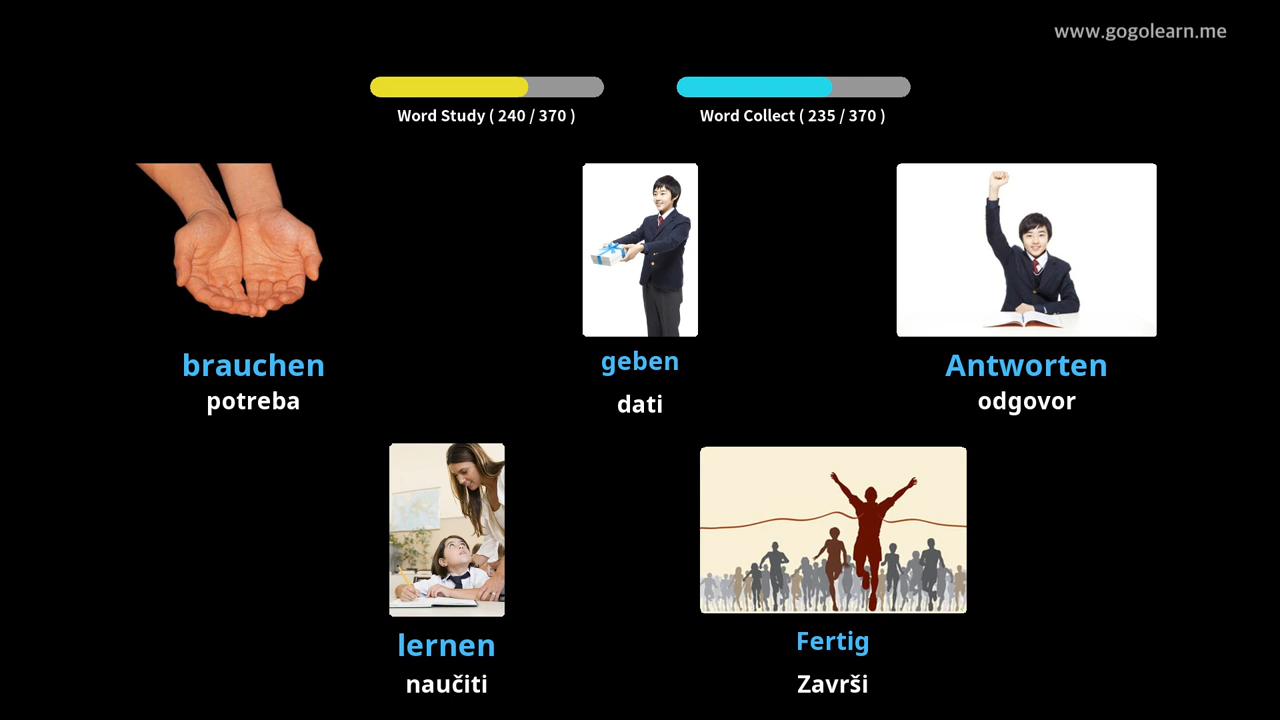 www.gogolearn.me
Word Study ( 240 / 370 )
Word Collect ( 235 / 370 )
brauchen
potreba
geben
dati
Antworten
odgovor
lernen
naučiti
Fertig
Završi